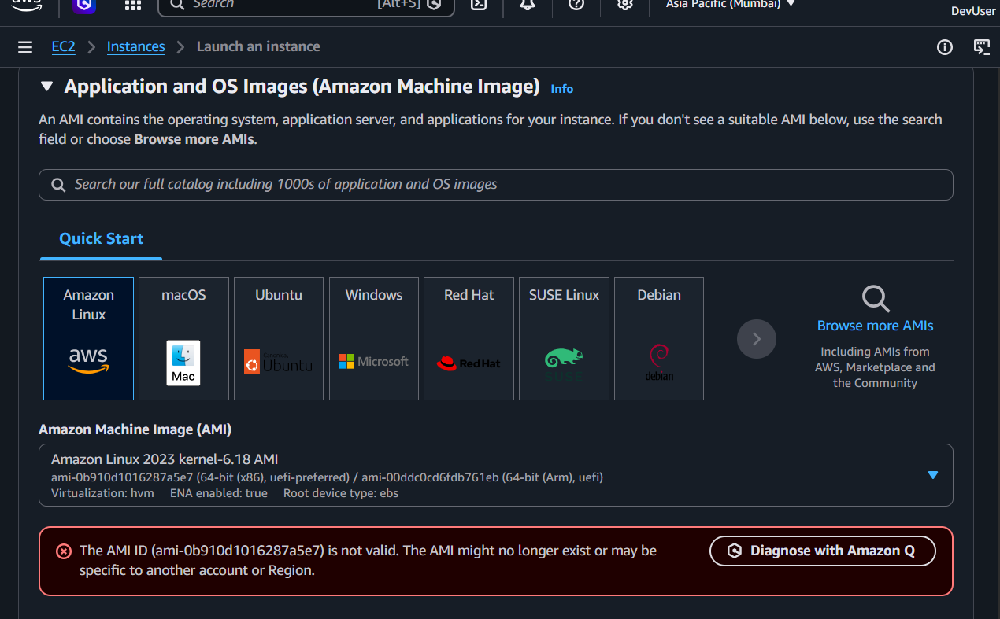 aws
Search
[Alt+S]
Asia Pacific (Mumbai)
DevUser
EC2
Instances
Launch an instance
Application and OS Images (Amazon Machine Image) Info
An AMI contains the operating system, application server, and applications for your instance. If you don't see a suitable AMI below, use the search
field or choose Browse more AMIs.
Search our full catalog including 1000s of application and OS images
Quick Start
Amazon
Linux
aws
macOS
Mac
Ubuntu
Canonical
Ubuntu
Windows
Microsoft
Red Hat
Red Hat
SUSE Linux
SUSE
Debian
debian
Browse more AMIs
Including AMIs from
AWS, Marketplace and
the Community
Amazon Machine Image (AMI)
Amazon Linux 2023 kernel-6.18 AMI
ami-0b910d1016287a5e7 (64-bit (x86), uefi-preferred) / ami-00ddc0cd6fdb761eb (64-bit (Arm), uefi)
Virtualization: hvm ENA enabled: true Root device type: ebs
The AMI ID (ami-0b910d1016287a5e7) is not valid. The AMI might no longer exist or may be
specific to another account or Region.
Diagnose with Amazon Q